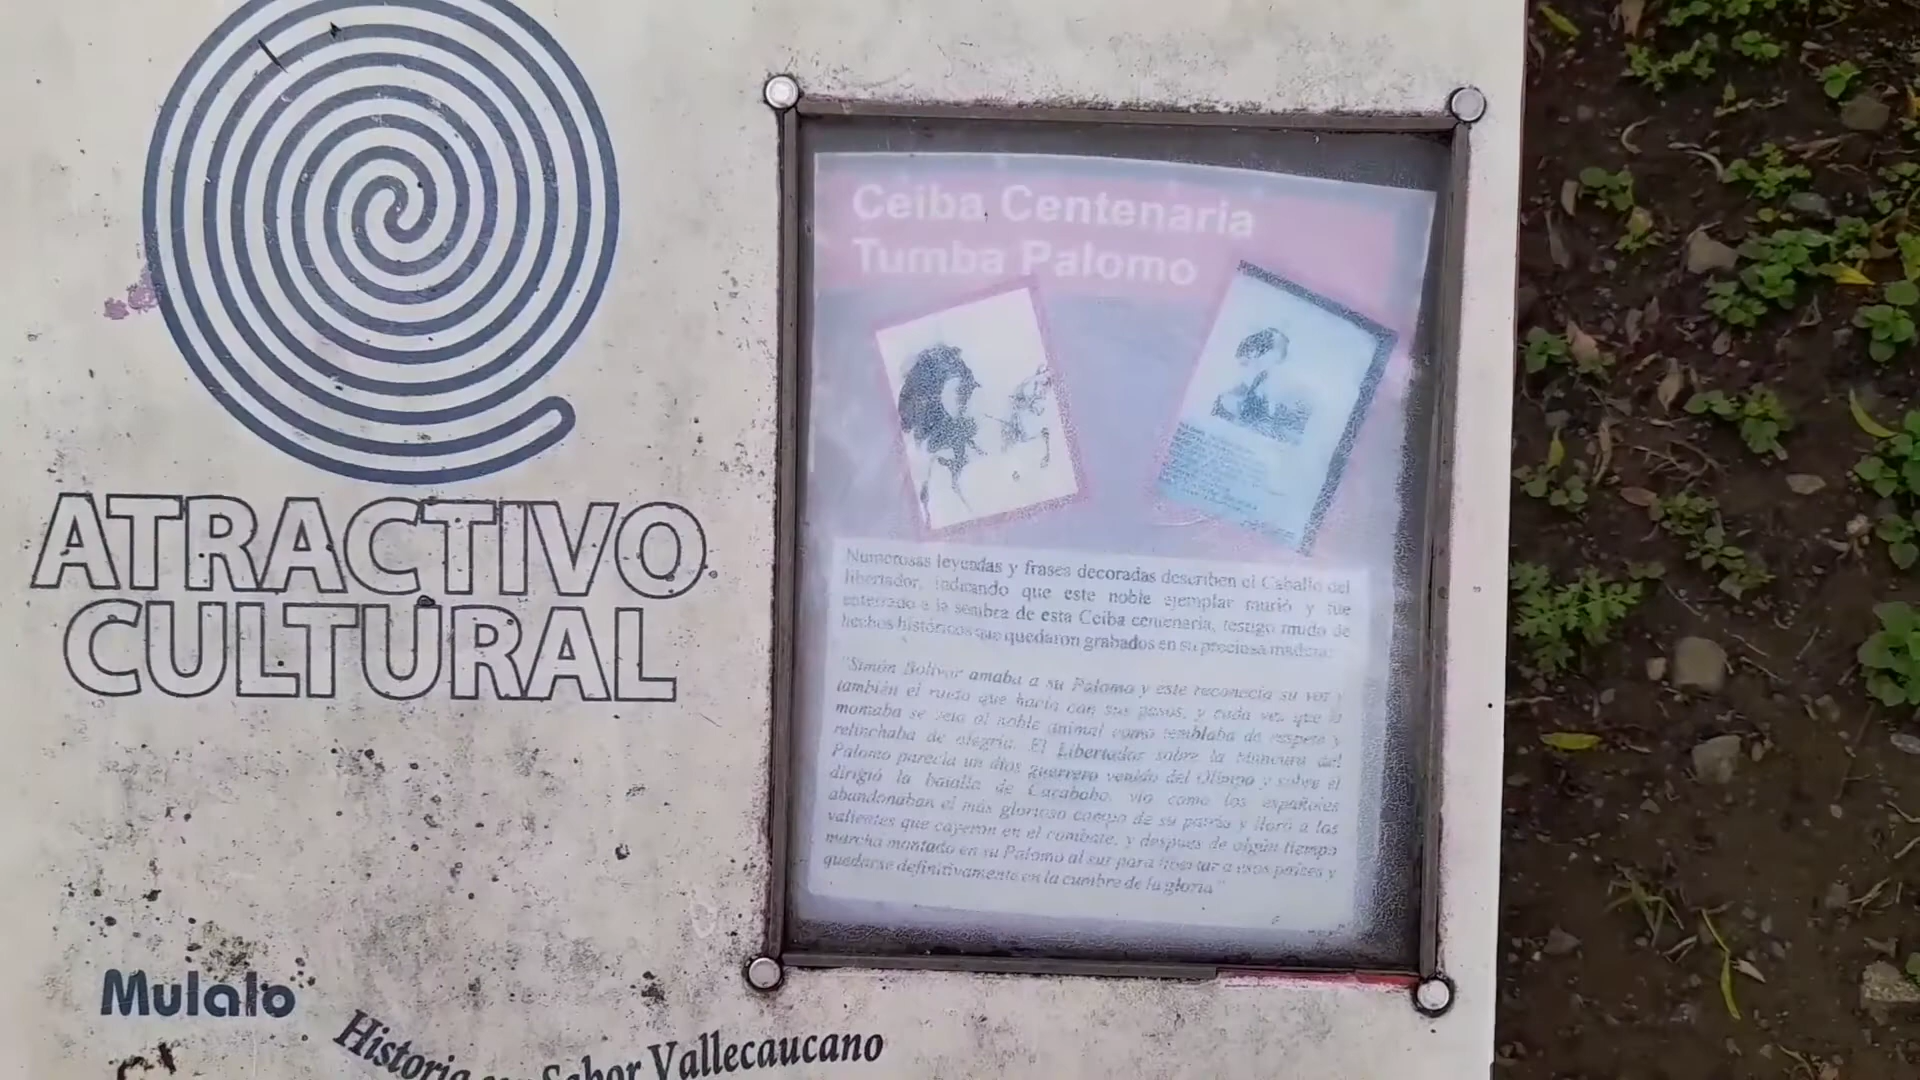 ATRACTIVO
CULTURAL
Mulalo
Historia con Sabor Vallecaucano
Ceiba Centenaria
Tumba Palomo
Numerosas leyendas y frases decoradas describen el Caballo del
libertador, indicando que este noble ejemplar murió y fue
enterrado a la sombra de esta Ceiba centenaria, testigo mudo de
hechos históricos que quedaron grabados en su preciosa madera.
"Simón Bolívar amaba a su Palomo y este reconocía su voz y
también el ruido que hacía con sus pasos, y cada vez que lo
montaba se veía al noble animal como temblaba de respeto y
relinchaba de alegría. El Libertador sobre la montura del
Palomo parecía un dios guerrero venido del Olimpo y sobre el
dirigió la batalla de Carabobo, vio como los españoles
abandonaban el más glorioso campo de su patria y lloró a los
valientes que cayeron en el combate, y después de algún tiempo
marcha montado en su Palomo al sur para libertar a esos países y
quedarse definitivamente en la cumbre de la gloria"